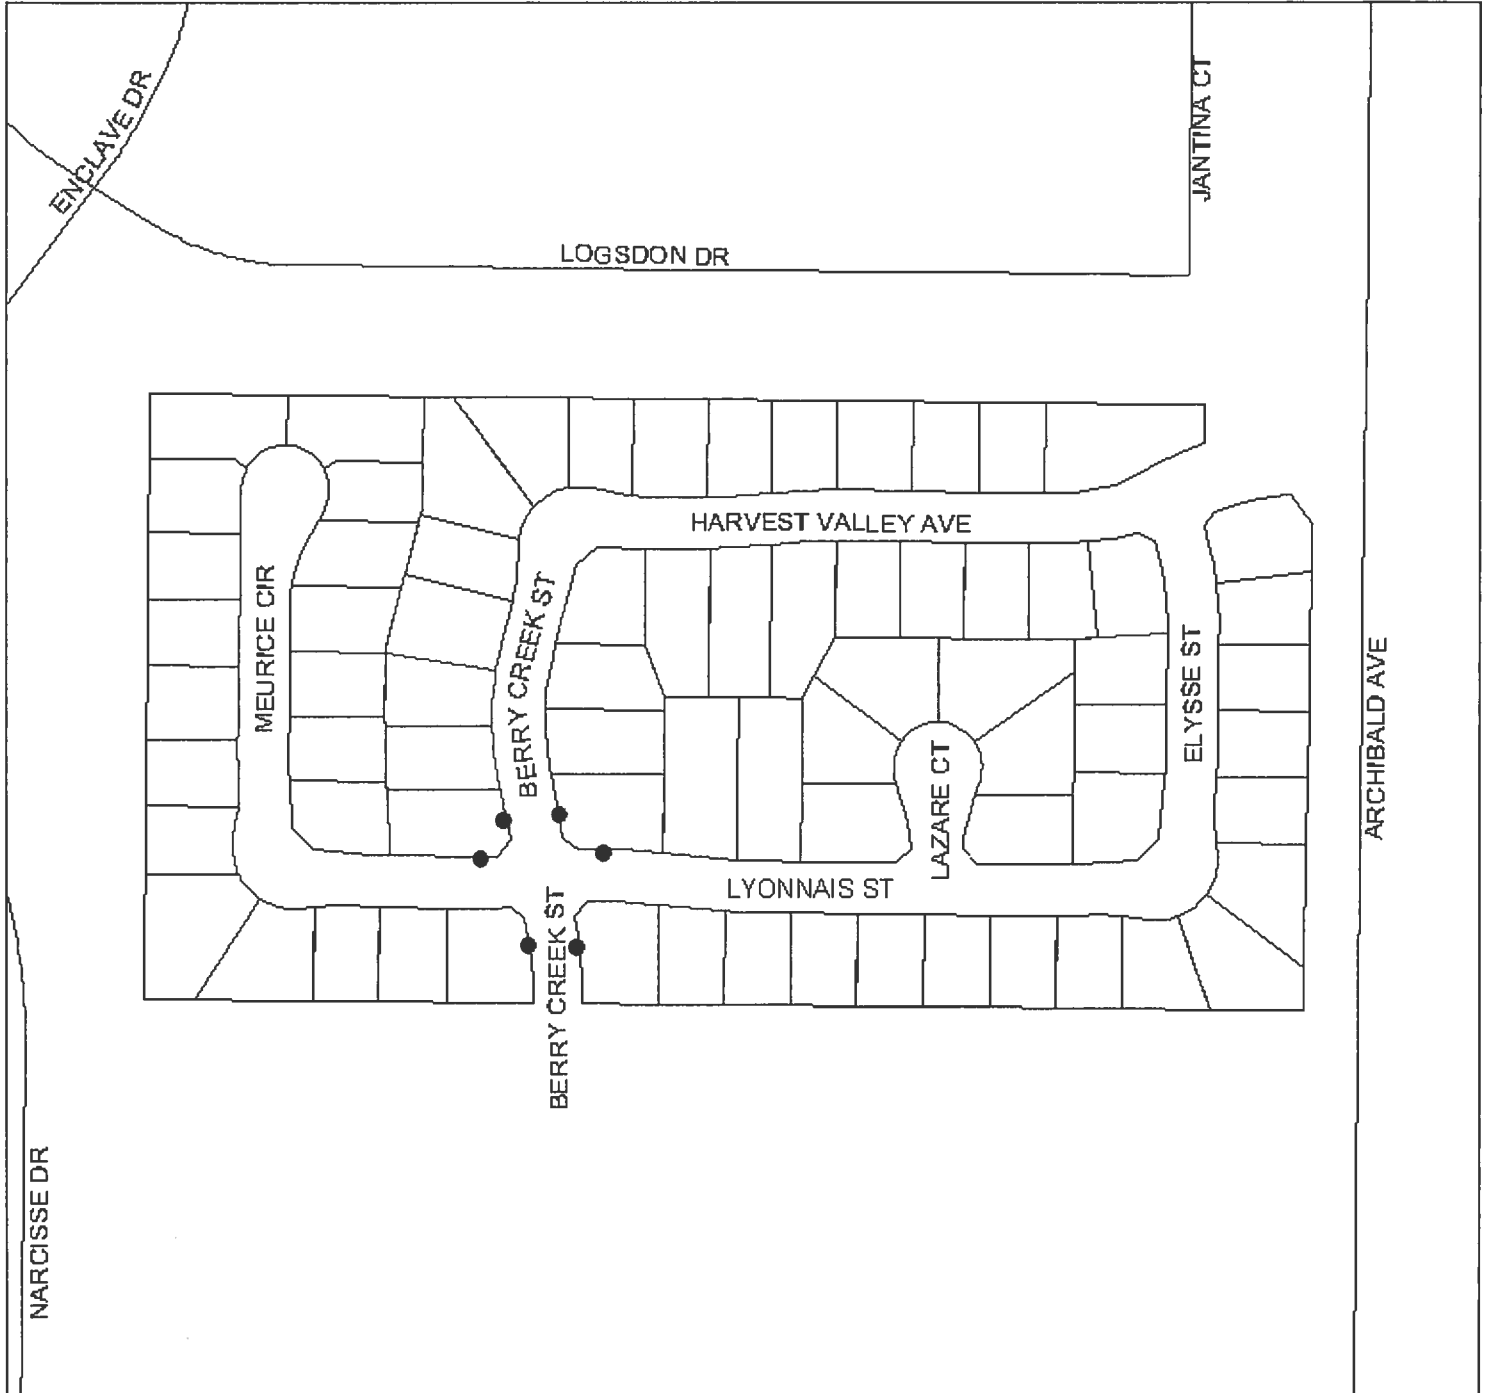 ENCLAVE DR
JANTINA CT
LOGSDON DR
HARVEST VALLEY AVE
MEURICE CIR
BERRY CREEK ST
ELYSSE ST
ARCHIBALD AVE
LAZARE CT
LYONNAIS ST
BERRY CREEK ST
NARCISSE DR